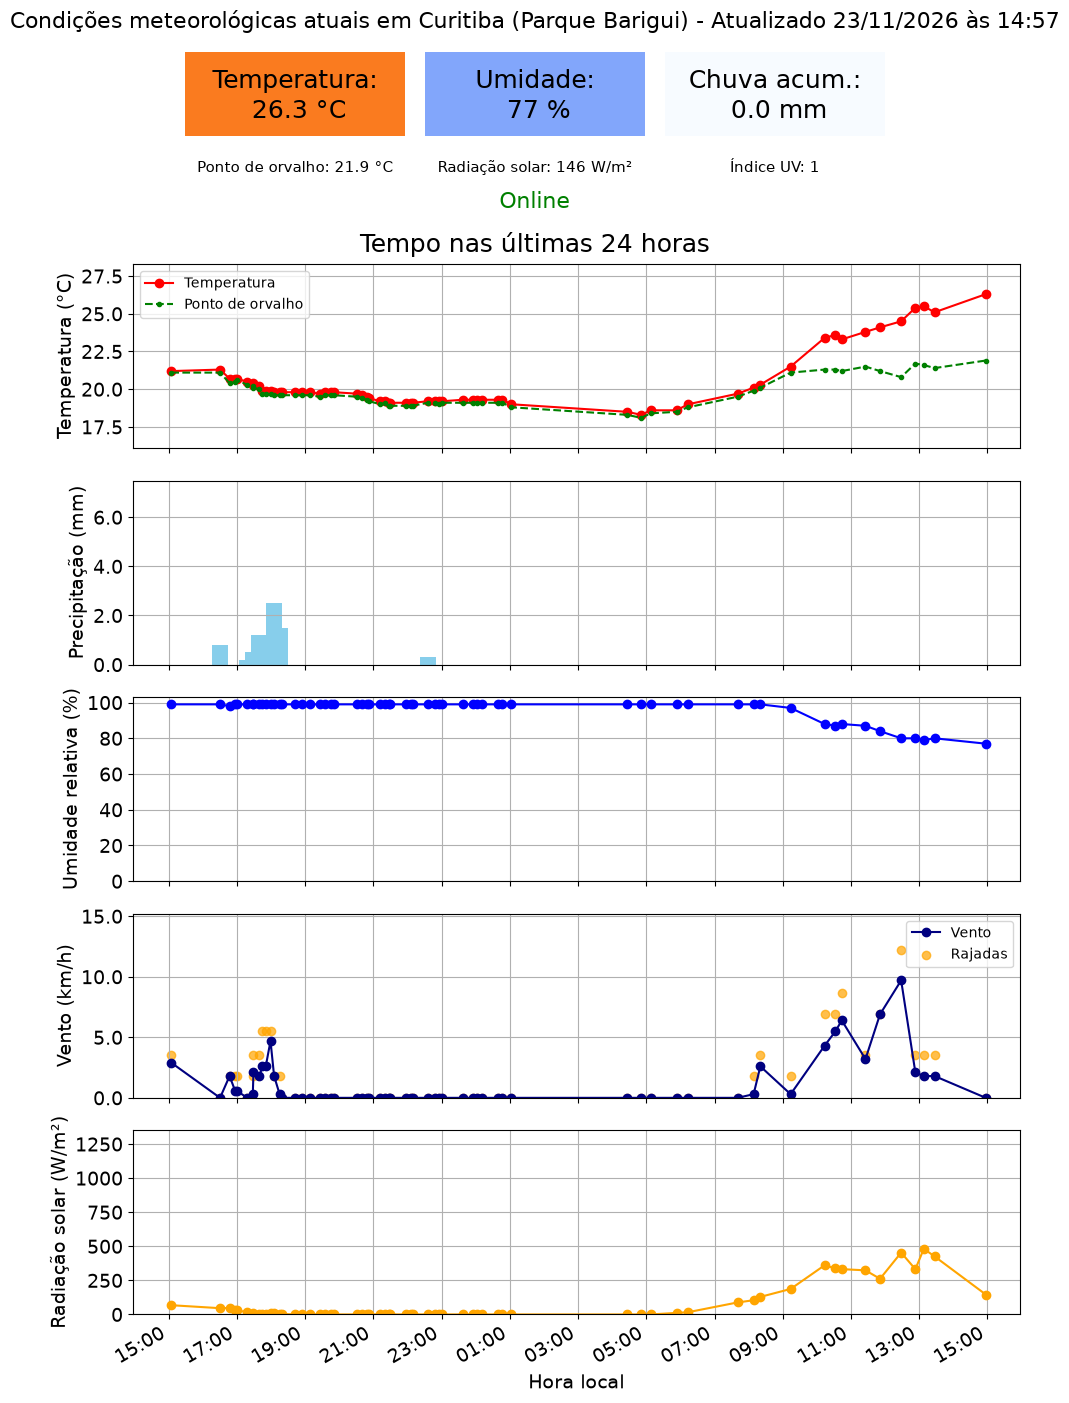 Condições meteorológicas atuais em Curitiba (Parque Barigui) - Atualizado 23/11/2026 às 14:57
Temperatura:
26.3 °C
Umidade:
77 %
Chuva acum.:
0.0 mm
Ponto de orvalho: 21.9 °C
Radiação solar: 146 W/m²
Índice UV: 1
Online
Tempo nas últimas 24 horas
Temperatura (°C)
27.5
25.0
22.5
20.0
17.5
Temperatura
Ponto de orvalho
Precipitação (mm)
6.0
4.0
2.0
0.0
Umidade relativa (%)
100
80
60
40
20
0
Vento (km/h)
15.0
10.0
5.0
0.0
Vento
Rajadas
Radiação solar (W/m²)
1250
1000
750
500
250
0
15:00
17:00
19:00
21:00
23:00
01:00
03:00
05:00
07:00
09:00
11:00
13:00
15:00
Hora local